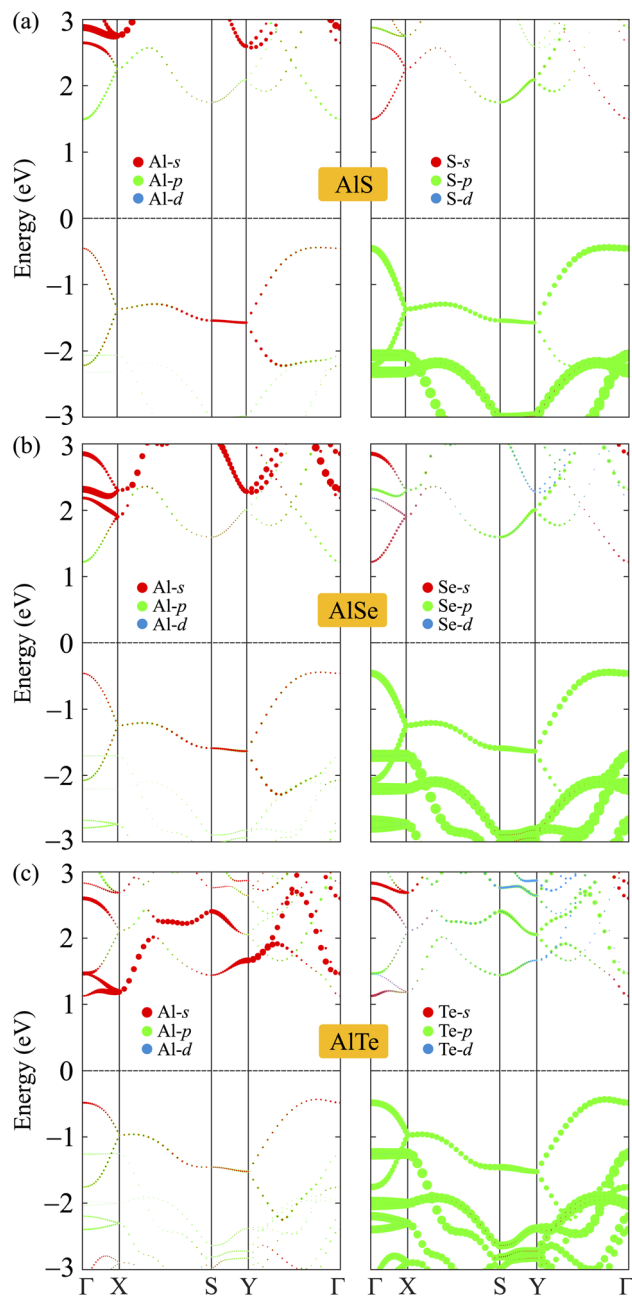 (a)
3
2
1
0
−1
−2
−3
Energy (eV)
Al-s
Al-p
Al-d
AlS
S-s
S-p
S-d
(b)
3
2
1
0
−1
−2
−3
Energy (eV)
Al-s
Al-p
Al-d
AlSe
Se-s
Se-p
Se-d
(c)
3
2
1
0
−1
−2
−3
Energy (eV)
Al-s
Al-p
Al-d
AlTe
Te-s
Te-p
Te-d
Γ X S Y Γ Γ X S Y Γ